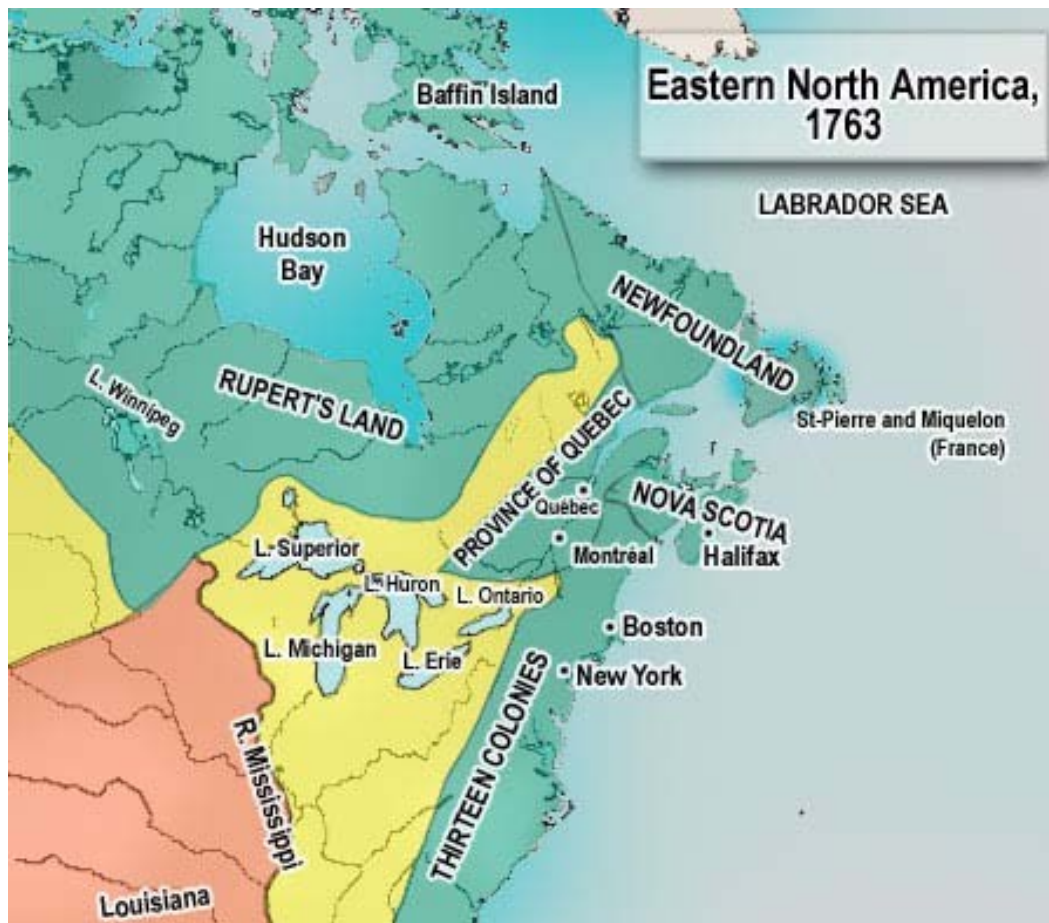 Eastern North America,
1763
Baffin Island
LABRADOR SEA
Hudson
Bay
NEWFOUNDLAND
L. Winnipeg
RUPERT'S LAND
St-Pierre and Miquelon
(France)
PROVINCE OF QUEBEC
Québec
NOVA SCOTIA
Montréal
Halifax
L. Superior
L. Huron
L. Ontario
L. Michigan
L. Erie
Boston
New York
THIRTEEN COLONIES
R. Mississippi
Louisiana